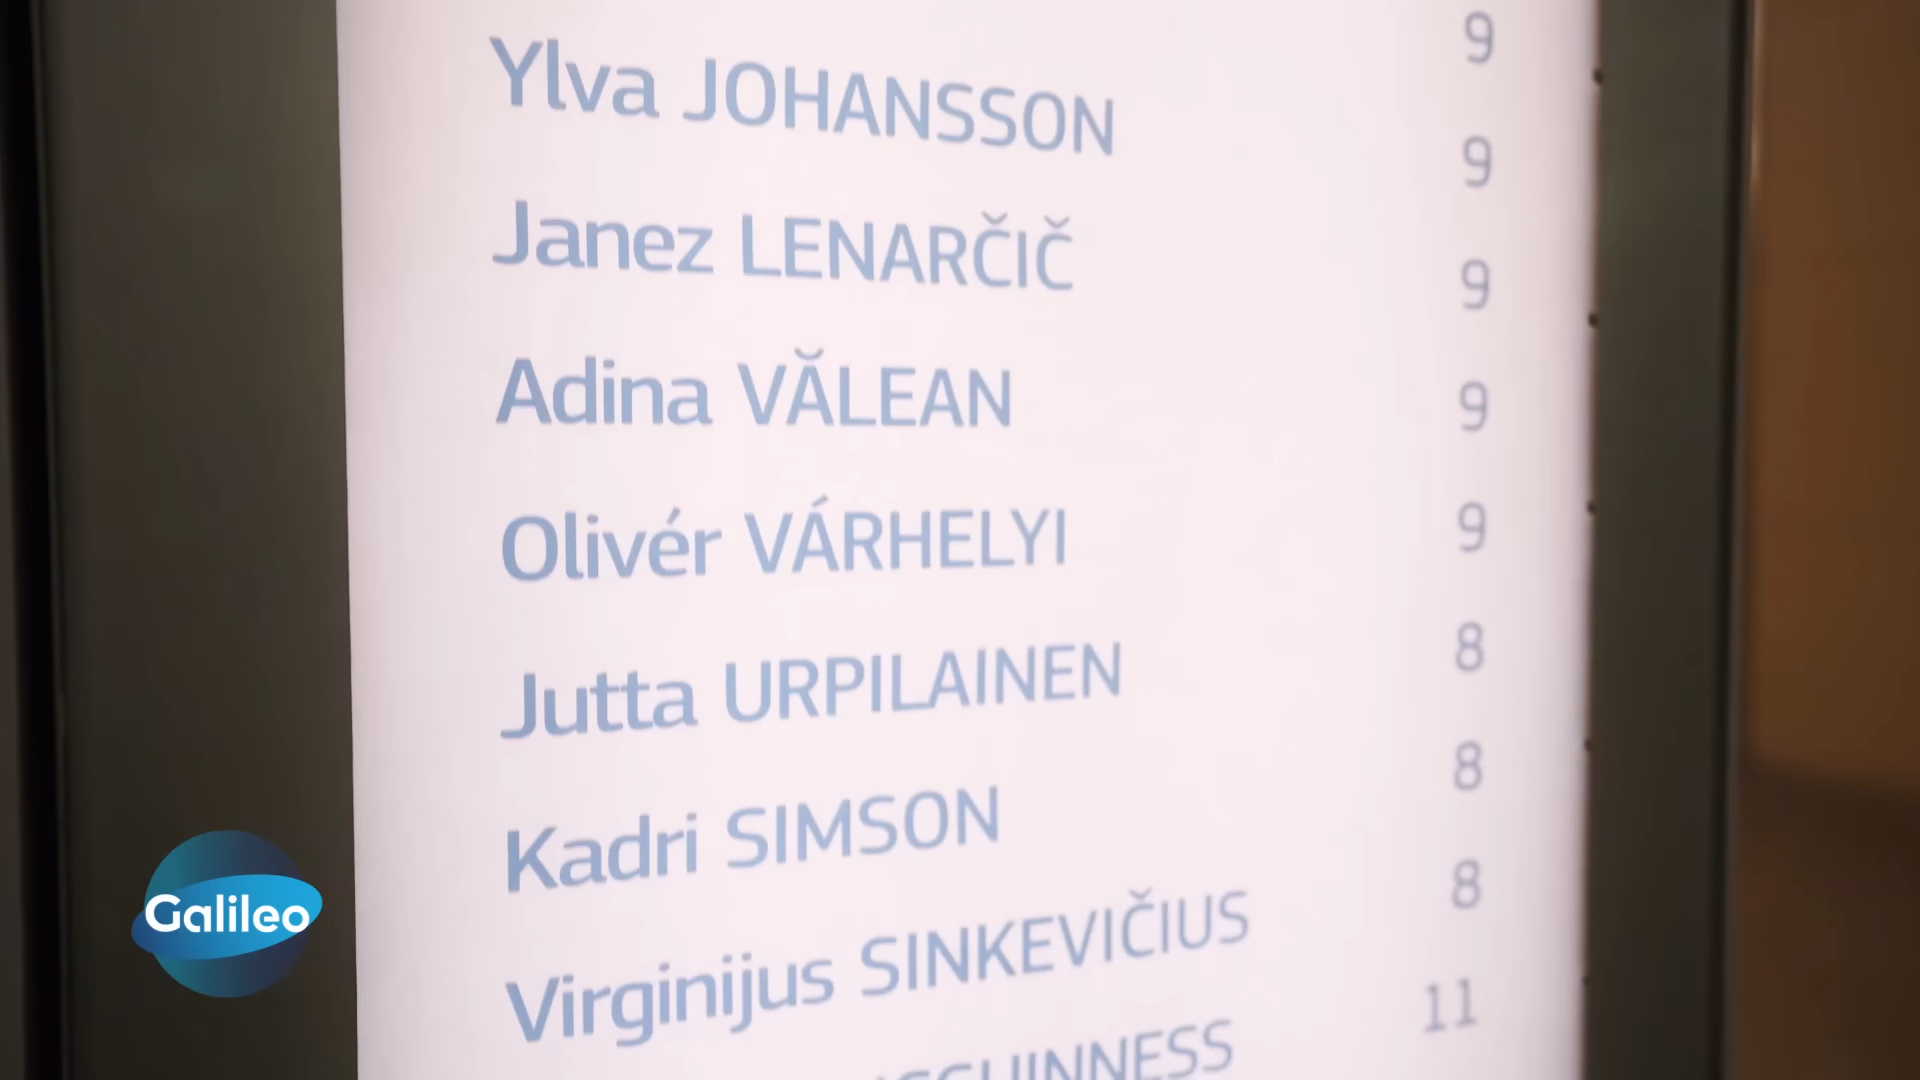 9
Ylva JOHANSSON 9
Janez LENARČIČ 9
Adina VĂLEAN 9
Olivér VÁRHELYI 9
Jutta URPILAINEN 8
Kadri SIMSON 8
Virginijus SINKEVIČIUS 8
11
Galileo